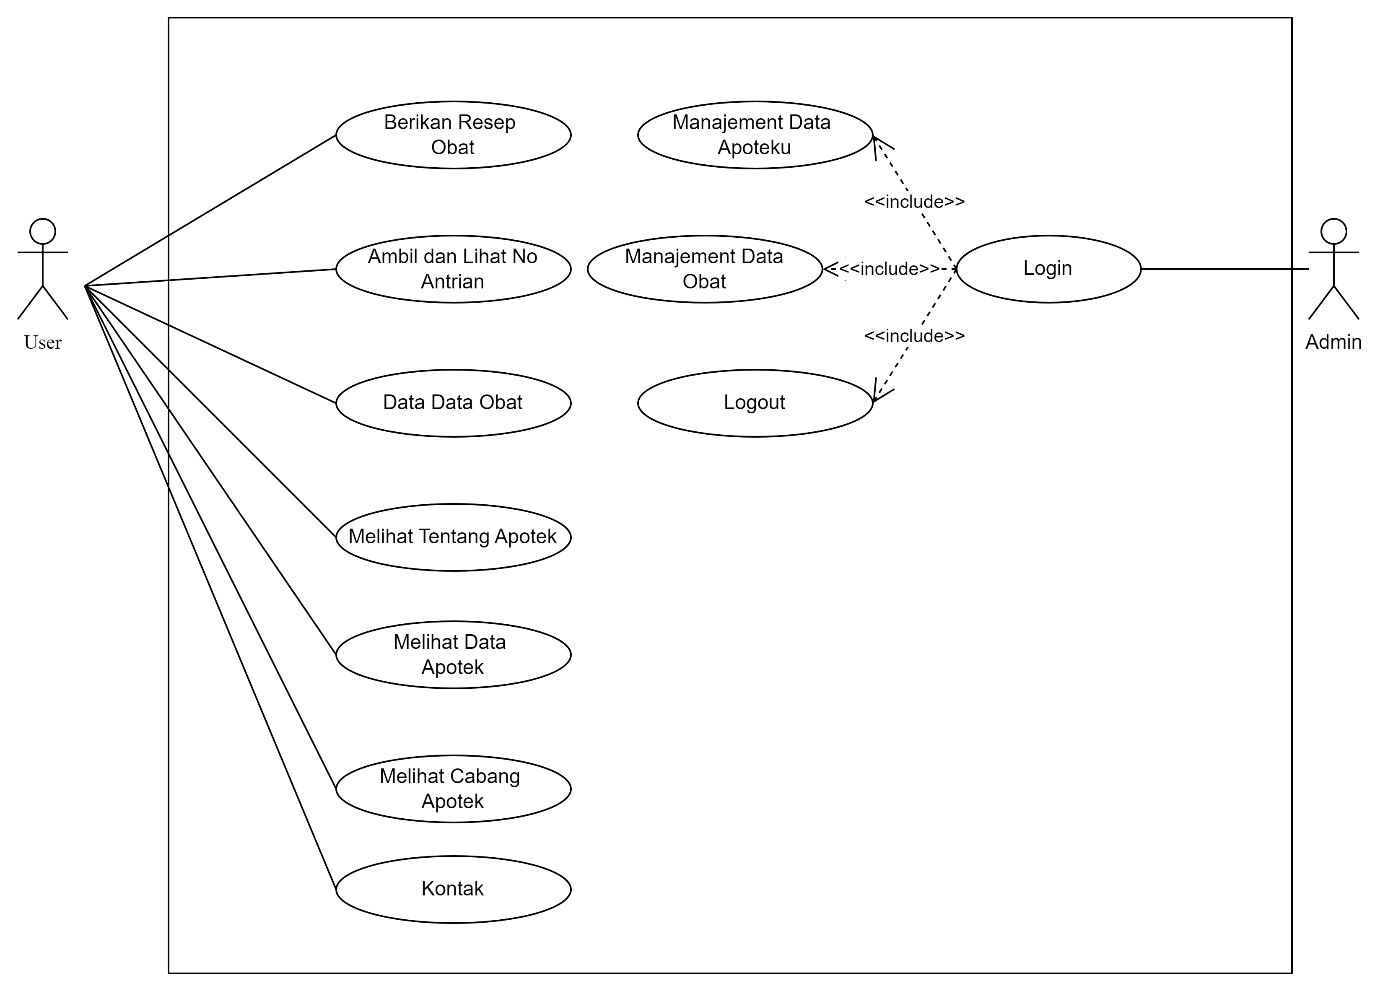 Berikan Resep
Obat
Manajement Data
Apoteku
<<include>>
User
Ambil dan Lihat No
Antrian
Manajement Data
Obat
<<include>>
Login
Admin
<<include>>
Data Data Obat
Logout
Melihat Tentang Apotek
Melihat Data
Apotek
Melihat Cabang
Apotek
Kontak